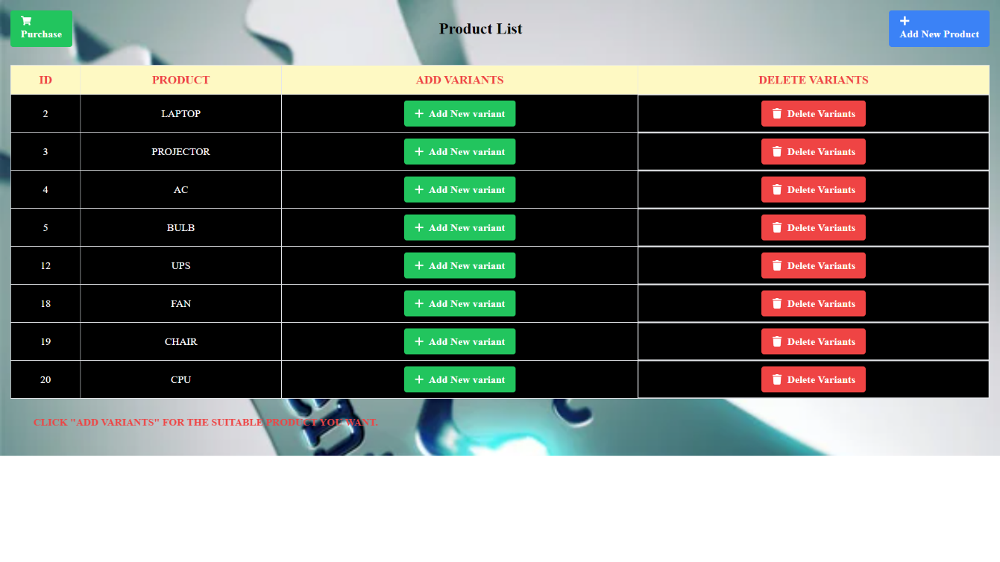 Purchase
Product List
Add New Product
ID PRODUCT ADD VARIANTS DELETE VARIANTS
2 LAPTOP Add New variant Delete Variants
3 PROJECTOR Add New variant Delete Variants
4 AC Add New variant Delete Variants
5 BULB Add New variant Delete Variants
12 UPS Add New variant Delete Variants
18 FAN Add New variant Delete Variants
19 CHAIR Add New variant Delete Variants
20 CPU Add New variant Delete Variants
CLICK "ADD VARIANTS" FOR THE SUITABLE PRODUCT YOU WANT.